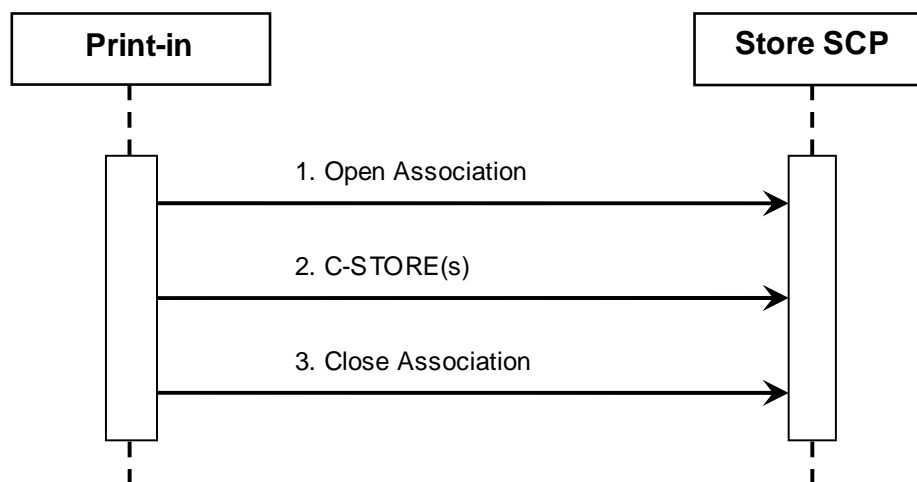 Print-in
Store SCP
1. Open Association
2. C-STORE(s)
3. Close Association